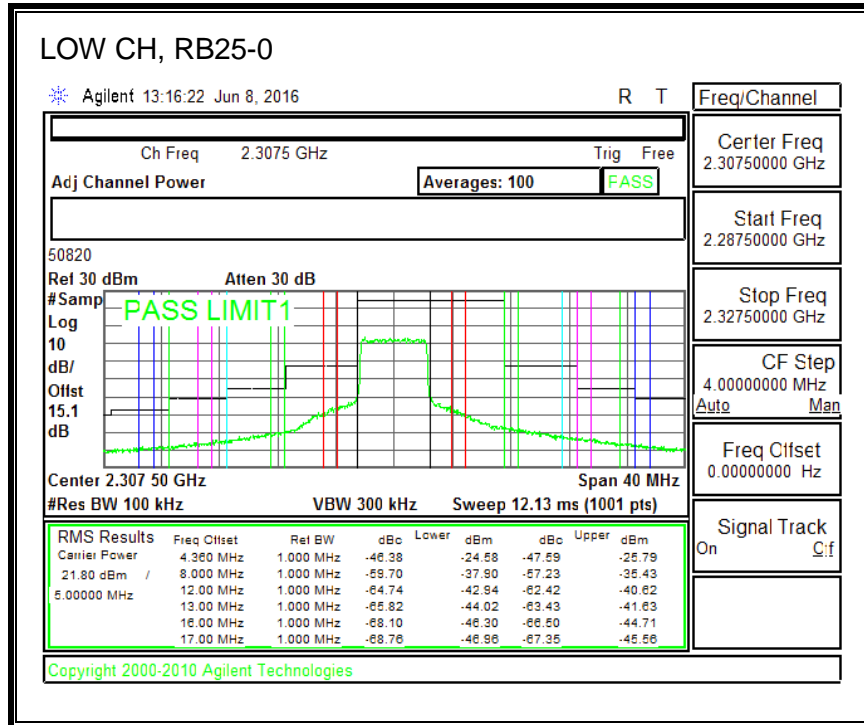 LOW CH, RB25-0
Agilent 13:16:22 Jun 8, 2016 R T
Freq/Channel
Ch Freq 2.3075 GHz Trig Free
Adj Channel Power Averages: 100 PASS
Center Freq
2.30750000 GHz
Start Freq
2.28750000 GHz
Stop Freq
2.32750000 GHz
CF Step
4.00000000 MHz
Auto Man
Freq Offset
0.00000000 Hz
Signal Track
On Off
50820
Ref 30 dBm Atten 30 dB
#Samp
Log
10
dB/
Offst
15.1
dB
PASS LIMIT1
Center 2.307 50 GHz Span 40 MHz
#Res BW 100 kHz VBW 300 kHz Sweep 12.13 ms (1001 pts)
RMS Results Freq Offset Ref BW dBc Lower dBm dBc Upper dBm
Carrier Power 4.360 MHz 1.000 MHz -46.38 -24.58 -47.59 -25.79
21.80 dBm / 8.000 MHz 1.000 MHz -59.70 -37.90 -57.23 -35.43
5.00000 MHz 12.00 MHz 1.000 MHz -64.74 -42.94 -62.42 -40.62
13.00 MHz 1.000 MHz -65.82 -44.02 -63.43 -41.63
16.00 MHz 1.000 MHz -68.10 -46.30 -66.50 -44.71
17.00 MHz 1.000 MHz -68.76 -46.96 -67.35 -45.56
Copyright 2000-2010 Agilent Technologies